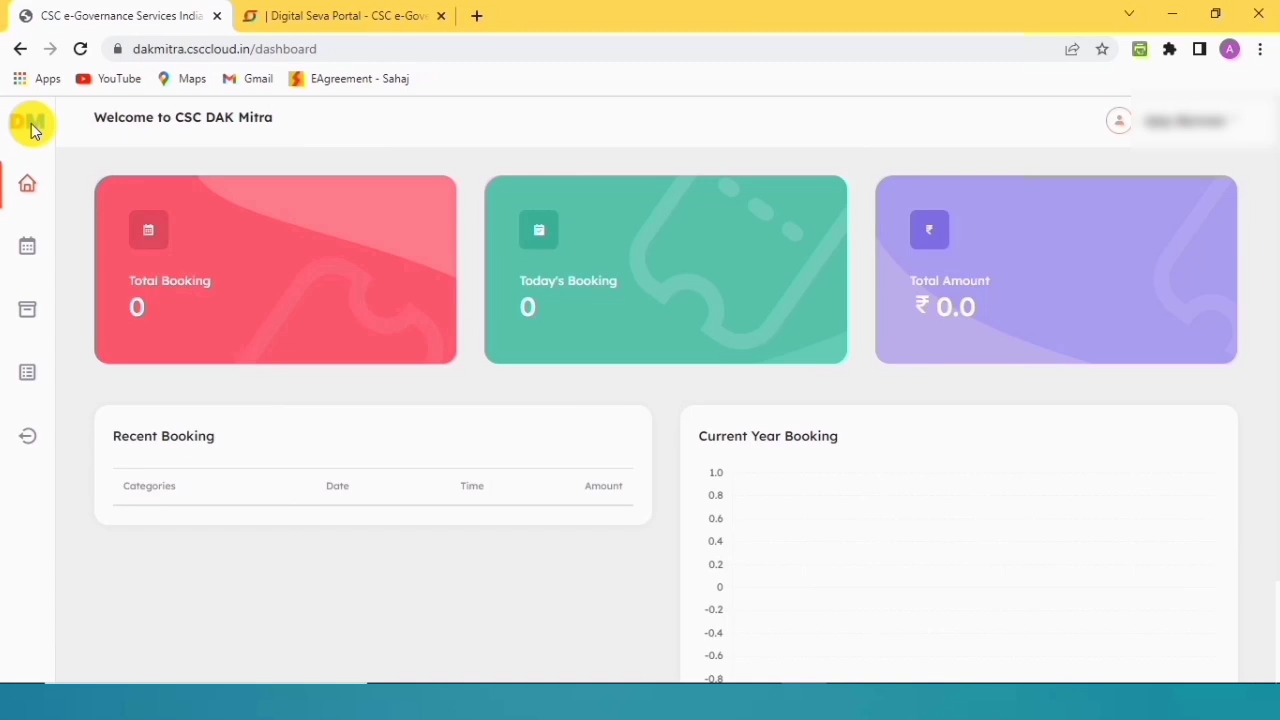 CSC e-Governance Services India
| Digital Seva Portal - CSC e-Gove
dakmitra.csccloud.in/dashboard
A
Apps YouTube Maps Gmail EAgreement - Sahaj
DM
Welcome to CSC DAK Mitra
Total Booking
0
Today's Booking
0
₹
Total Amount
₹ 0.0
Recent Booking
Categories Date Time Amount
Current Year Booking
1.0
0.8
0.6
0.4
0.2
0
-0.2
-0.4
-0.6
-0.8